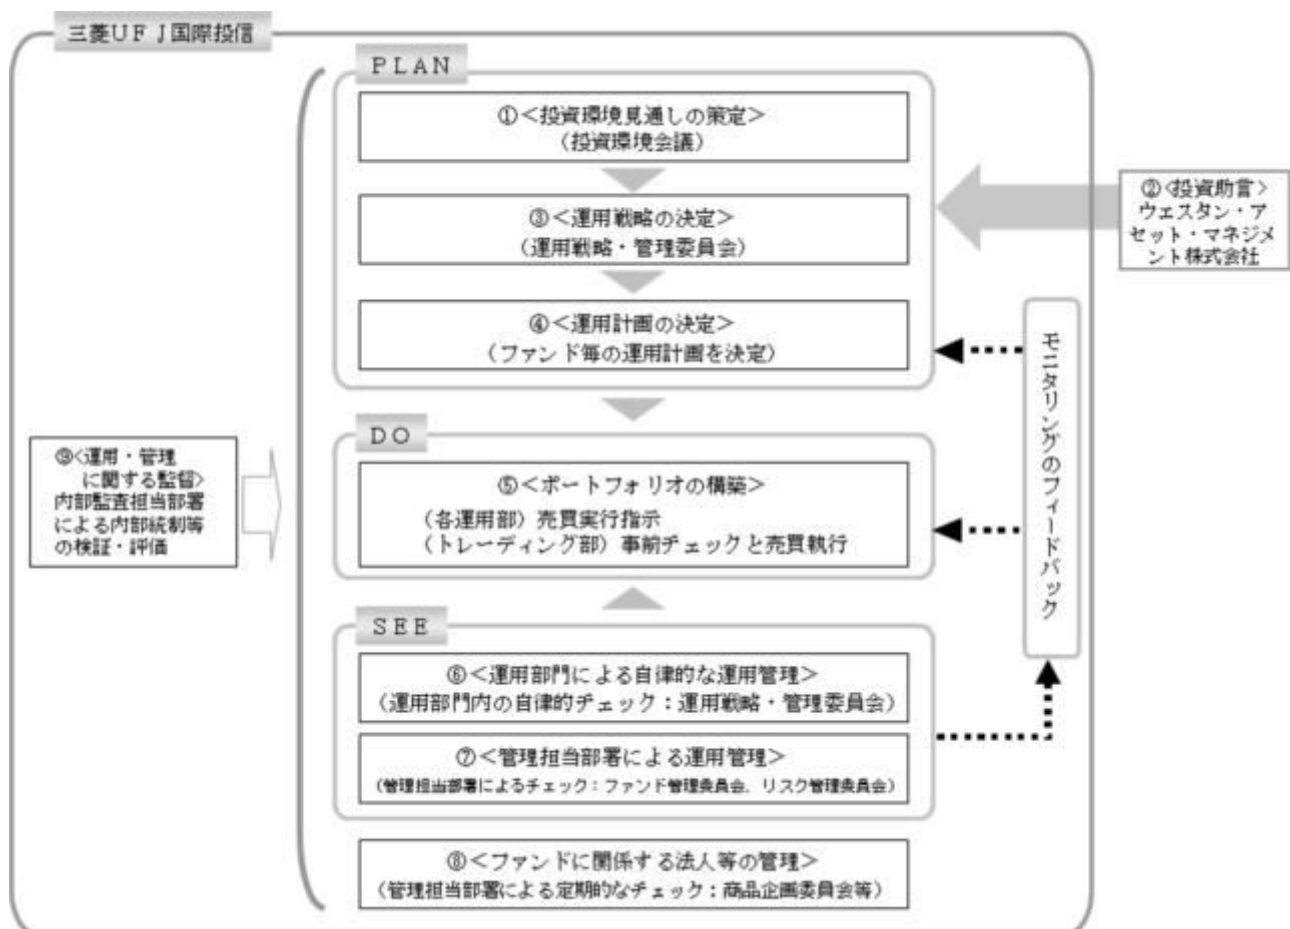 三菱ＵＦＪ国際投信
ＰＬＡＮ
①＜投資環境見通しの策定＞
（投資環境会議）
②＜投資助言＞
ウェスタン・ア
セット・マネジメ
ント株式会社
③＜運用戦略の決定＞
（運用戦略・管理委員会）
④＜運用計画の決定＞
（ファンド毎の運用計画を決定）
モニタリングのフィードバック
ＤＯ
⑤＜ポートフォリオの構築＞
（各運用部）売買実行指示
（トレーディング部）事前チェックと売買執行
⑨＜運用・管理
に関する監督＞
内部監査担当部署
による内部統制等
の検証・評価
ＳＥＥ
⑥＜運用部門による自律的な運用管理＞
（運用部門内の自律的チェック：運用戦略・管理委員会）
⑦＜管理担当部署による運用管理＞
（管理担当部署によるチェック：ファンド管理委員会、リスク管理委員会）
⑧＜ファンドに関係する法人等の管理＞
（管理担当部署による定期的なチェック：商品企画委員会等）